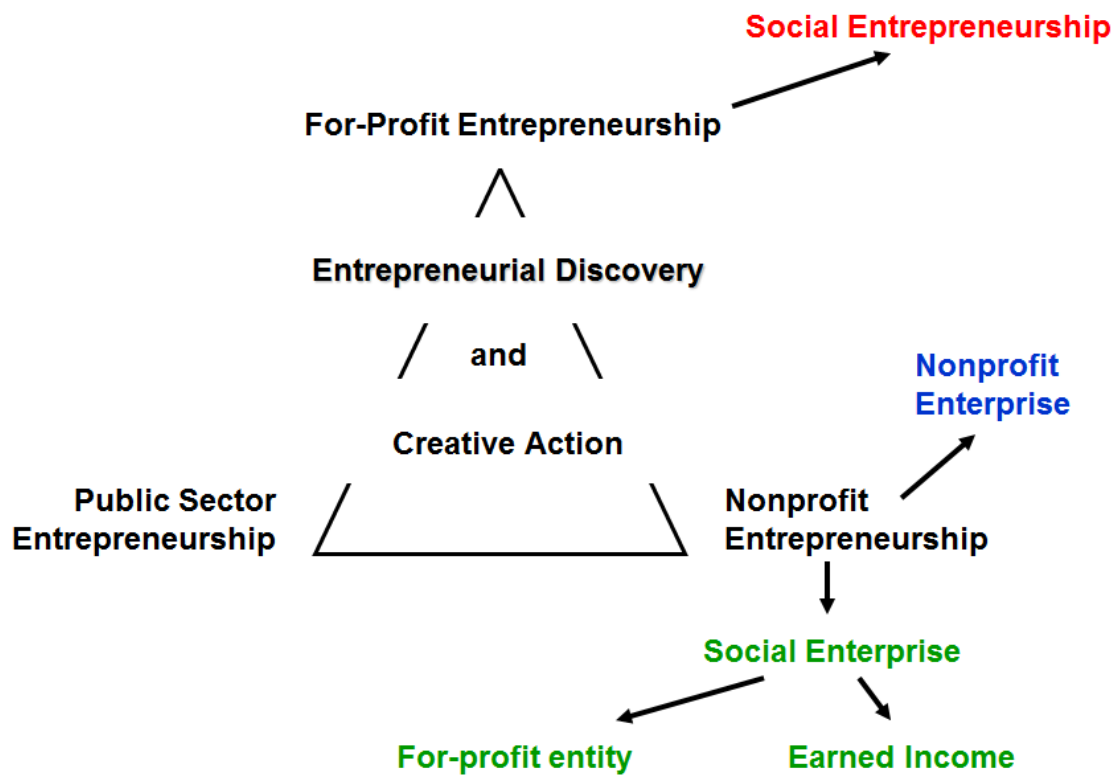 Social Entrepreneurship
For-Profit Entrepreneurship
Entrepreneurial Discovery
and
Creative Action
Nonprofit
Enterprise
Public Sector
Entrepreneurship
Nonprofit
Entrepreneurship
Social Enterprise
For-profit entity
Earned Income